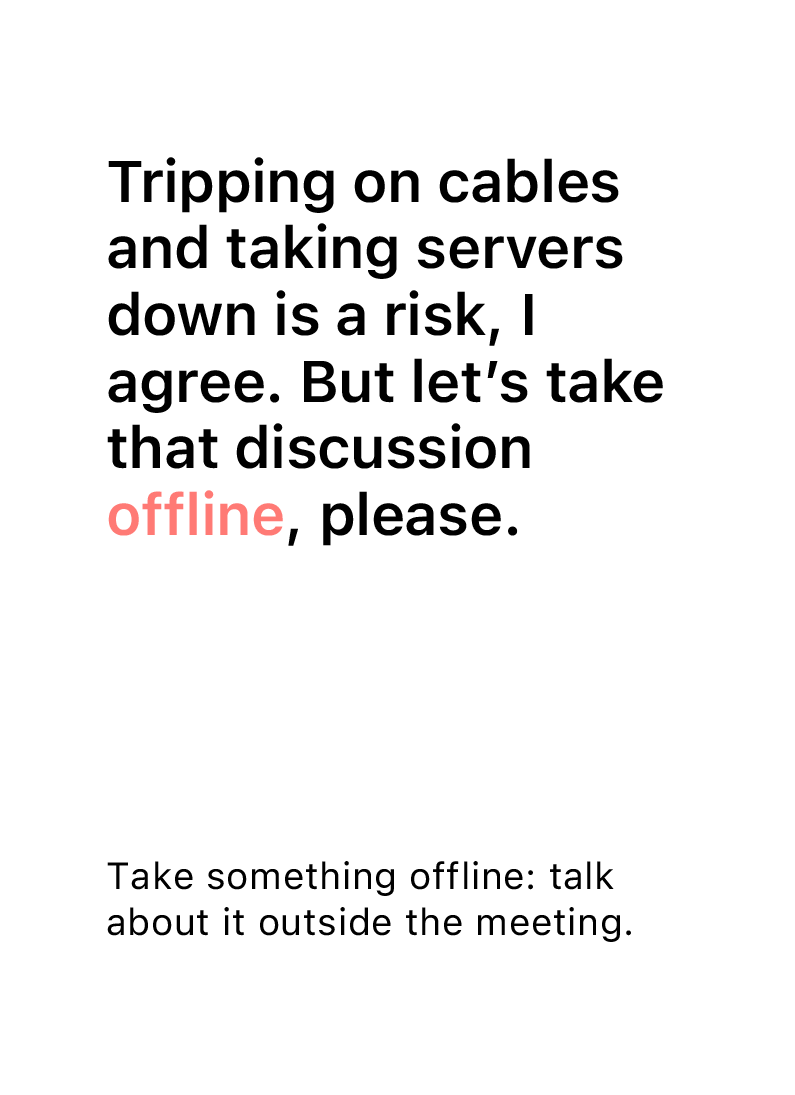 Tripping on cables
and taking servers
down is a risk, I
agree. But let’s take
that discussion
offline, please.
Take something offline: talk
about it outside the meeting.